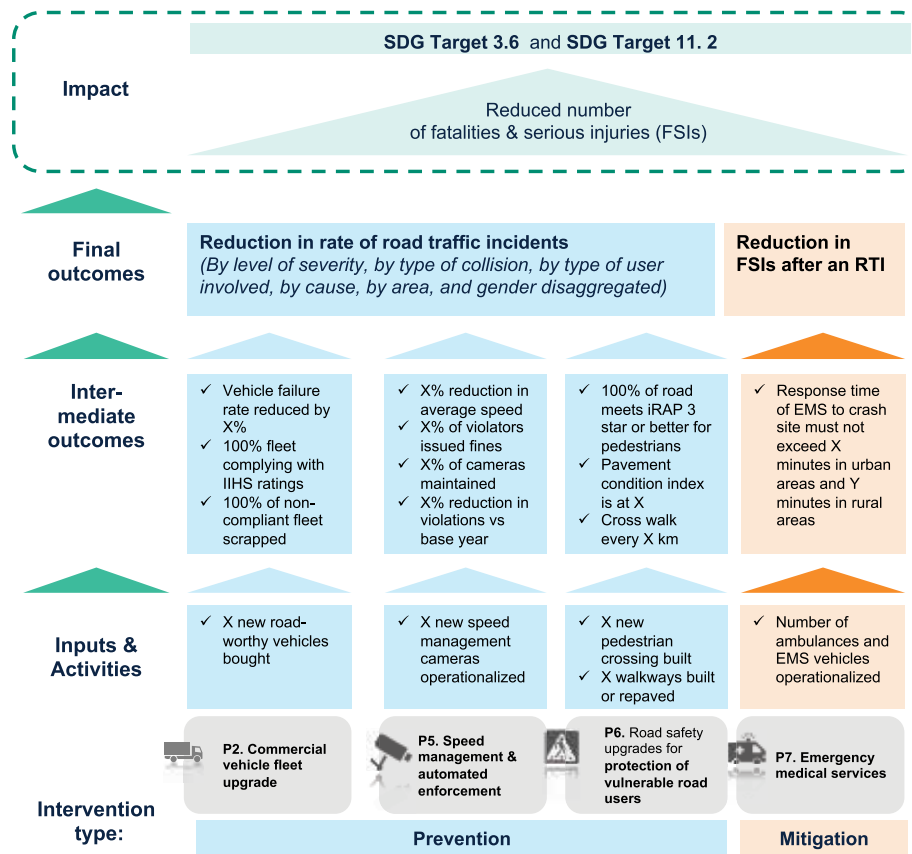 SDG Target 3.6 and SDG Target 11. 2
Impact
Reduced number
of fatalities & serious injuries (FSIs)
Final
outcomes
Reduction in rate of road traffic incidents
(By level of severity, by type of collision, by type of user
involved, by cause, by area, and gender disaggregated)
Reduction in
FSIs after an RTI
Inter-
mediate
outcomes
✓ Vehicle failure
rate reduced by
X%
✓ 100% fleet
complying with
IIHS ratings
✓ 100% of non-
compliant fleet
scrapped
✓ X% reduction in
average speed
✓ X% of violators
issued fines
✓ X% of cameras
maintained
✓ X% reduction in
violations vs
base year
✓ 100% of road
meets iRAP 3
star or better for
pedestrians
✓ Pavement
condition index
is at X
✓ Cross walk
every X km
✓ Response time
of EMS to crash
site must not
exceed X
minutes in urban
areas and Y
minutes in rural
areas
Inputs &
Activities
✓ X new road-
worthy vehicles
bought
✓ X new speed
management
cameras
operationalized
✓ X new
pedestrian
crossing built
✓ X walkways built
or repaved
✓ Number of
ambulances and
EMS vehicles
operationalized
P2. Commercial
vehicle fleet
upgrade
P5. Speed
management &
automated
enforcement
P6. Road safety
upgrades for
protection of
vulnerable road
users
P7. Emergency
medical services
Intervention
type:
Prevention
Mitigation